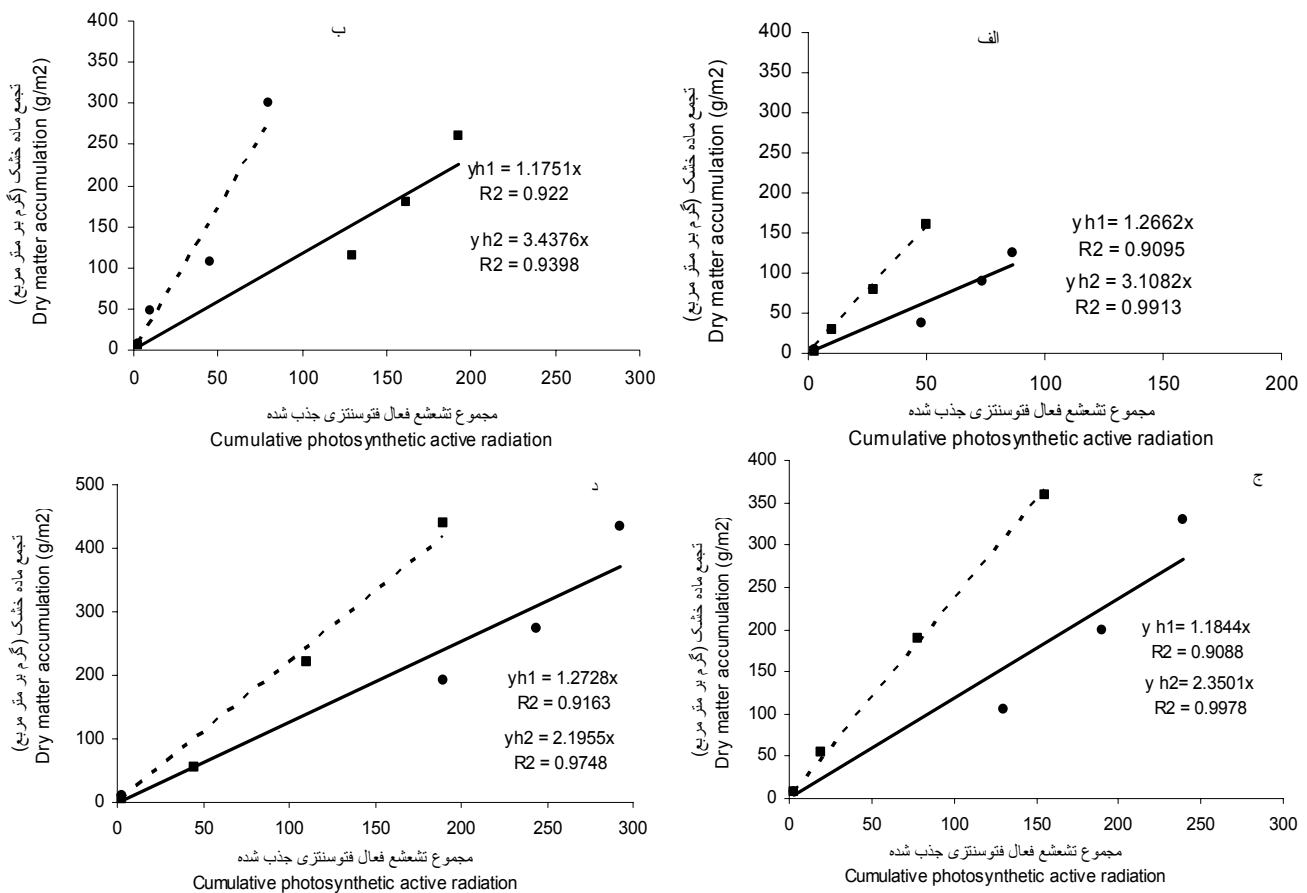 ب
400
350
300
250
200
150
100
50
0
تجمع ماده خشک (گرم بر متر مربع)
Dry matter accumulation (g/m2)
yh1 = 1.1751x
R2 = 0.922
y h2 = 3.4376x
R2 = 0.9398
0 50 100 150 200 250 300
مجموع تشعشع فعال فتوسنتزی جذب شده
Cumulative photosynthetic active radiation
الف
400
350
300
250
200
150
100
50
0
تجمع ماده خشک (گرم بر متر مربع)
Dry matter accumulation (g/m2)
y h1= 1.2662x
R2 = 0.9095
y h2 = 3.1082x
R2 = 0.9913
0 50 100 150 200
مجموع تشعشع فعال فتوسنتزی جذب شده
Cumulative photosynthetic active radiation
د
500
400
300
200
100
0
تجمع ماده خشک (گرم بر متر مربع)
Dry matter accumulation (g/m2)
yh1 = 1.2728x
R2 = 0.9163
yh2 = 2.1955x
R2 = 0.9748
0 50 100 150 200 250 300
مجموع تشعشع فعال فتوسنتزی جذب شده
Cumulative photosynthetic active radiation
ج
400
350
300
250
200
150
100
50
0
تجمع ماده خشک (گرم بر متر مربع)
Dry matter accumulation (g/m2)
y h1= 1.1844x
R2 = 0.9088
y h2= 2.3501x
R2 = 0.9978
0 50 100 150 200 250 300
مجموع تشعشع فعال فتوسنتزی جذب شده
Cumulative photosynthetic active radiation